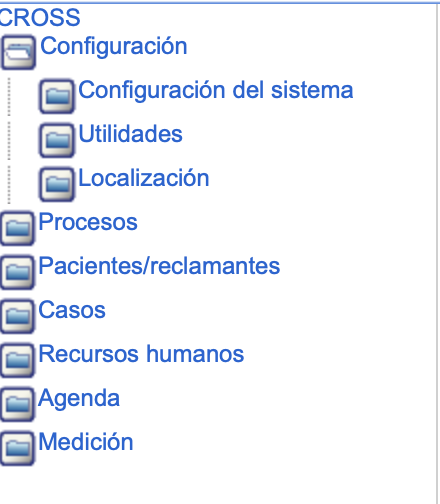 CROSS
Configuración
Configuración del sistema
Utilidades
Localización
Procesos
Pacientes/reclamantes
Casos
Recursos humanos
Agenda
Medición